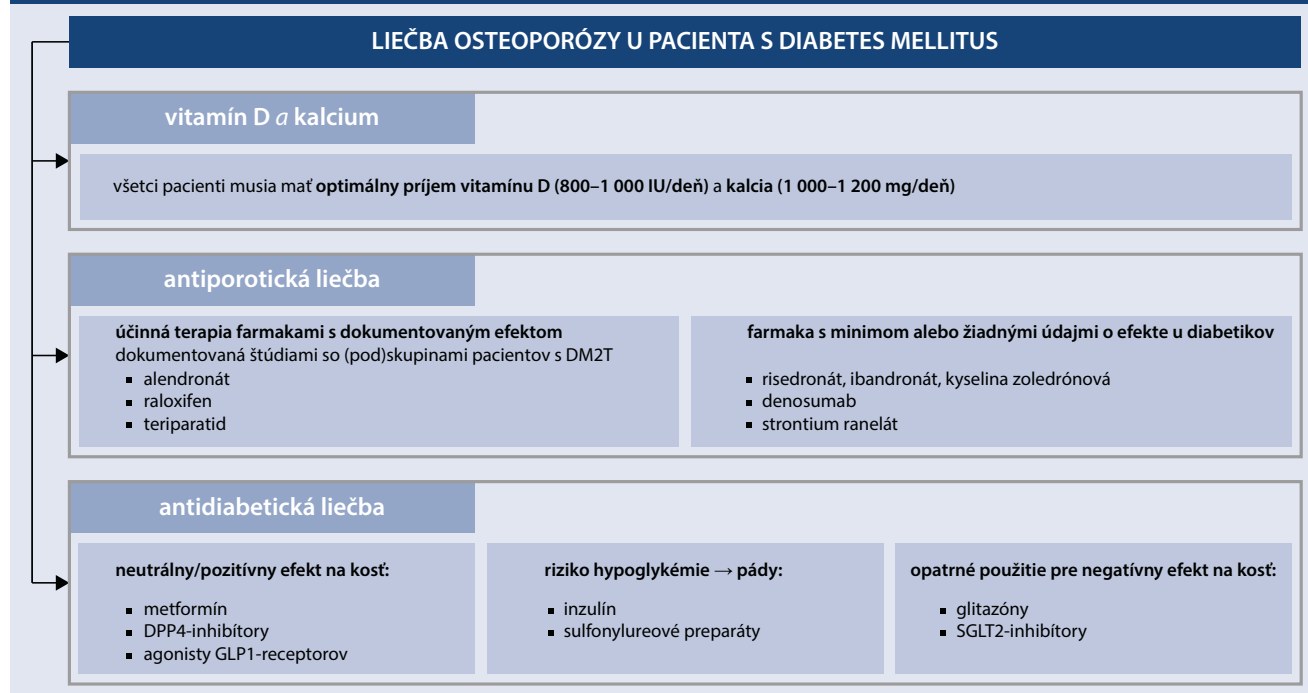 LIEČBA OSTEOPORÓZY U PACIENTA S DIABETES MELLITUS
vitamín D a kalcium
všetci pacienti musia mať optimálny príjem vitamínu D (800–1 000 IU/deň) a kalcia (1 000–1 200 mg/deň)
antiporotická liečba
účinná terapia farmakami s dokumentovaným efektom
dokumentovaná štúdiami so (pod)skupinami pacientov s DM2T
▪ alendronát
▪ raloxifen
▪ teriparatid
farmaka s minimom alebo žiadnými údajmi o efekte u diabetikov
▪ risedronát, ibandronát, kyselina zoledrónová
▪ denosumab
▪ strontium ranelát
antidiabetická liečba
neutrálny/pozitívny efekt na kosť:
▪ metformín
▪ DPP4-inhibítory
▪ agonisty GLP1-receptorov
riziko hypoglykémie → pády:
▪ inzulín
▪ sulfonylureové preparáty
opatrné použitie pre negatívny efekt na kosť:
▪ glitazóny
▪ SGLT2-inhibítory